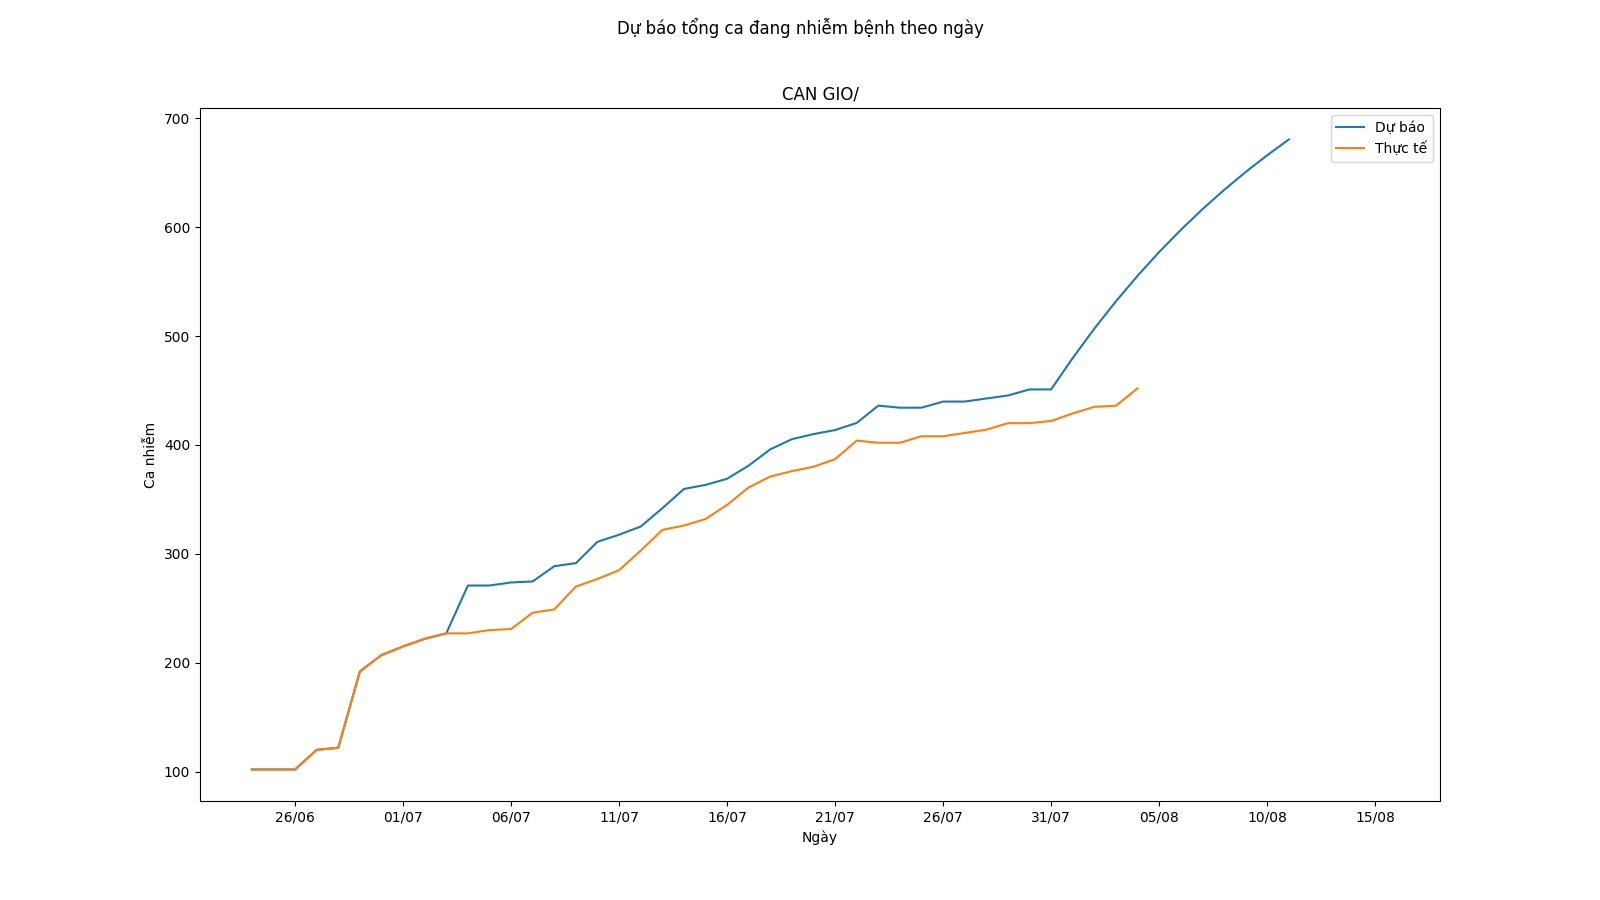 Dự báo tổng ca đang nhiễm bệnh theo ngày
CAN GIO/
Dự báo
Thực tế
700
600
500
400
300
200
100
Ca nhiễm
26/06 01/07 06/07 11/07 16/07 21/07 26/07 31/07 05/08 10/08 15/08
Ngày